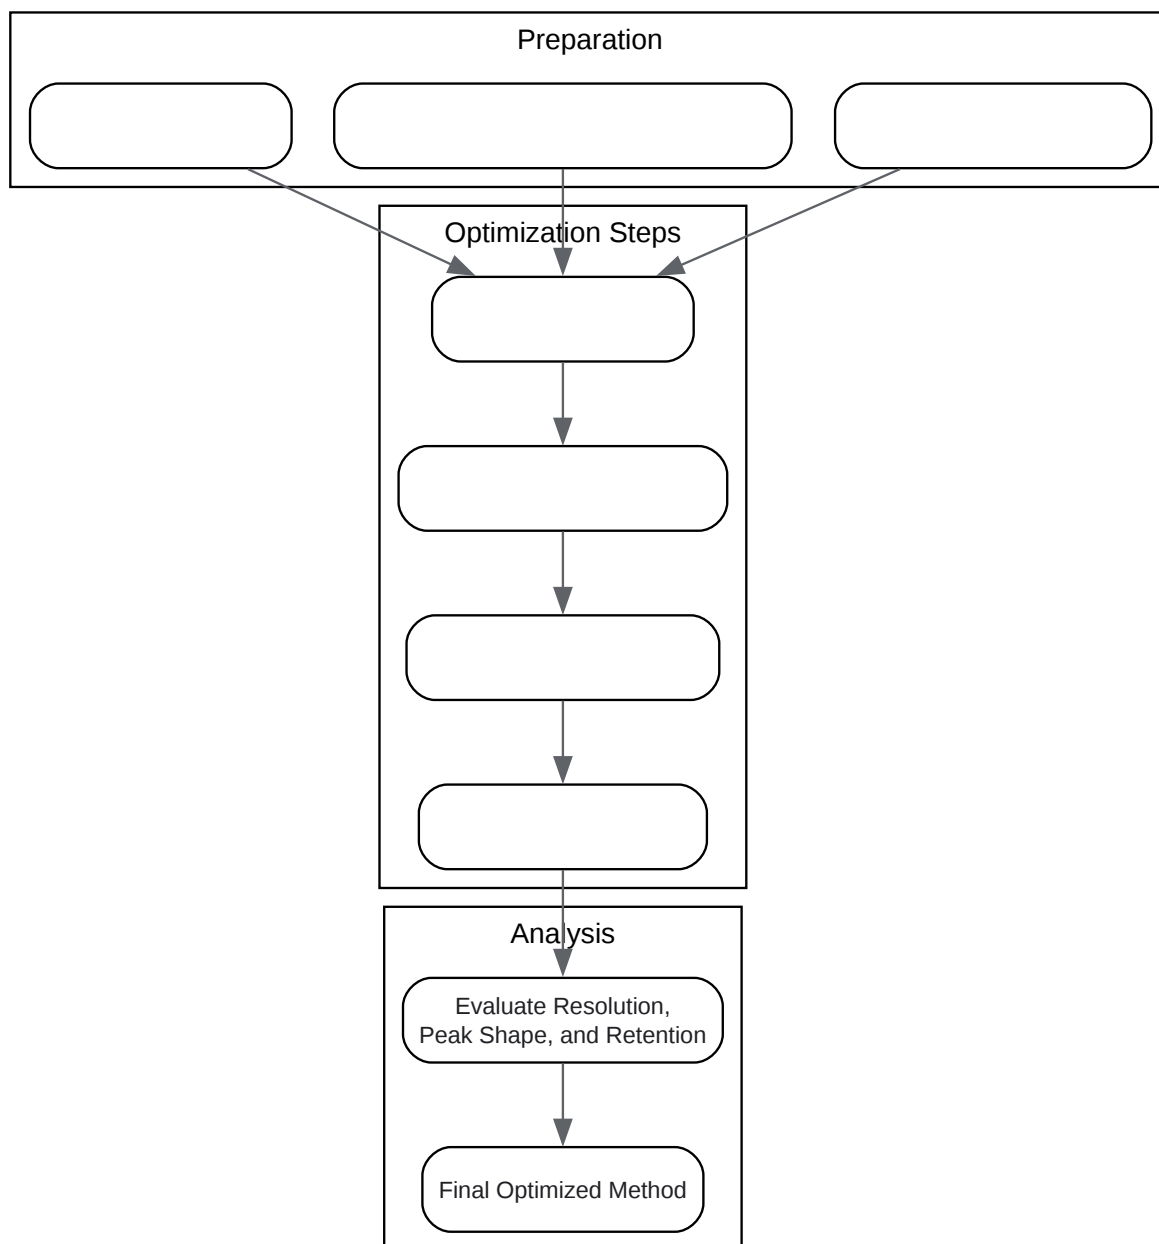 Preparation
Optimization Steps
Analysis
Evaluate Resolution,
Peak Shape, and Retention
Final Optimized Method